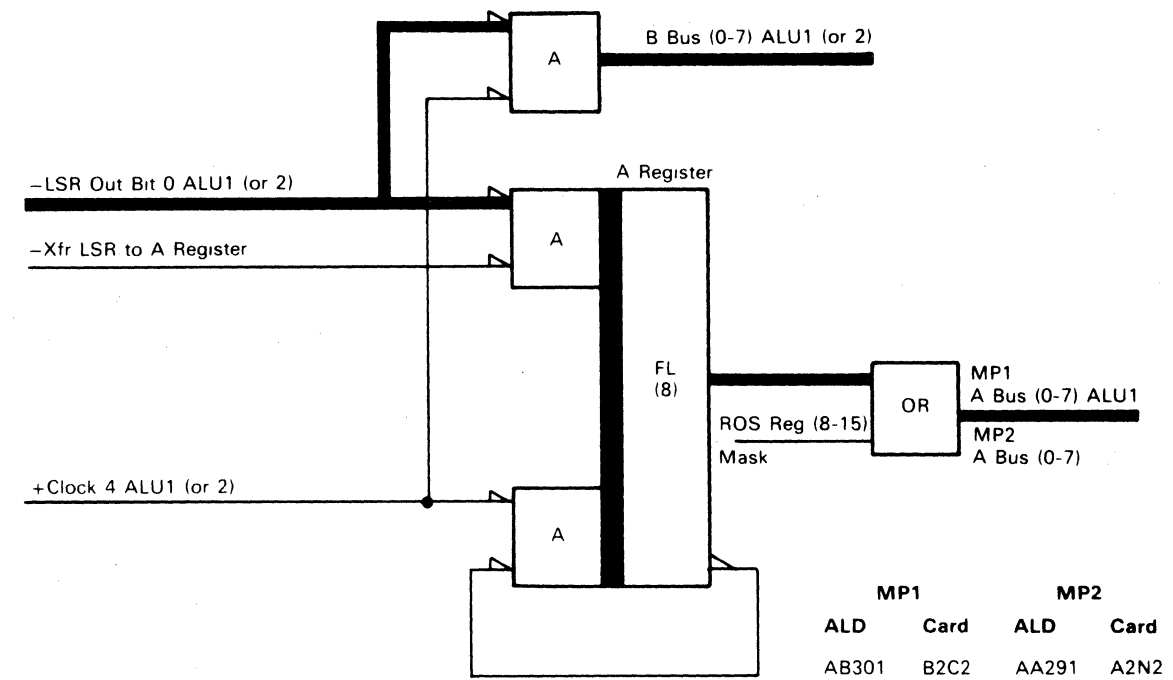 B Bus (0-7) ALU1 (or 2)
A
A Register
−LSR Out Bit 0 ALU1 (or 2)
A
−Xfr LSR to A Register
FL
(8)
MP1
A Bus (0-7) ALU1
OR
ROS Reg (8-15)
MP2
Mask
A Bus (0-7)
+Clock 4 ALU1 (or 2)
A
MP1 MP2
ALD Card ALD Card
AB301 B2C2 AA291 A2N2